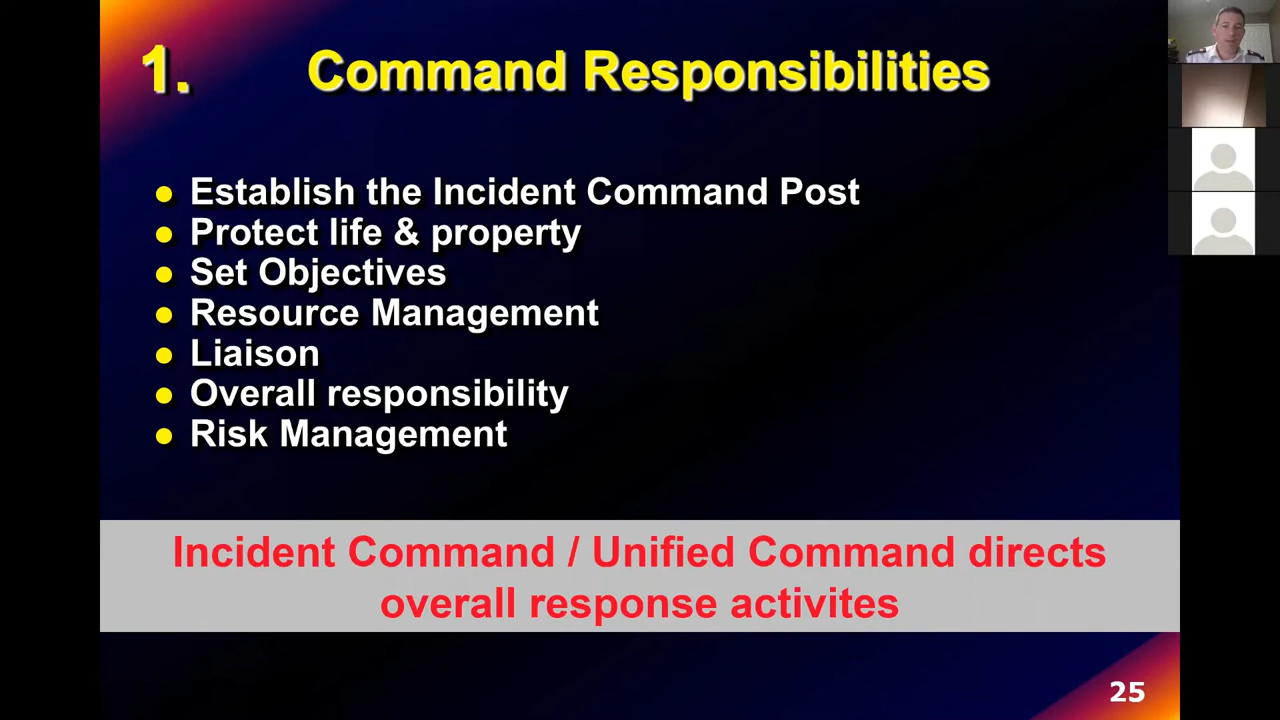 1. Command Responsibilities
● Establish the Incident Command Post
● Protect life & property
● Set Objectives
● Resource Management
● Liaison
● Overall responsibility
● Risk Management
Incident Command / Unified Command directs
overall response activites
25